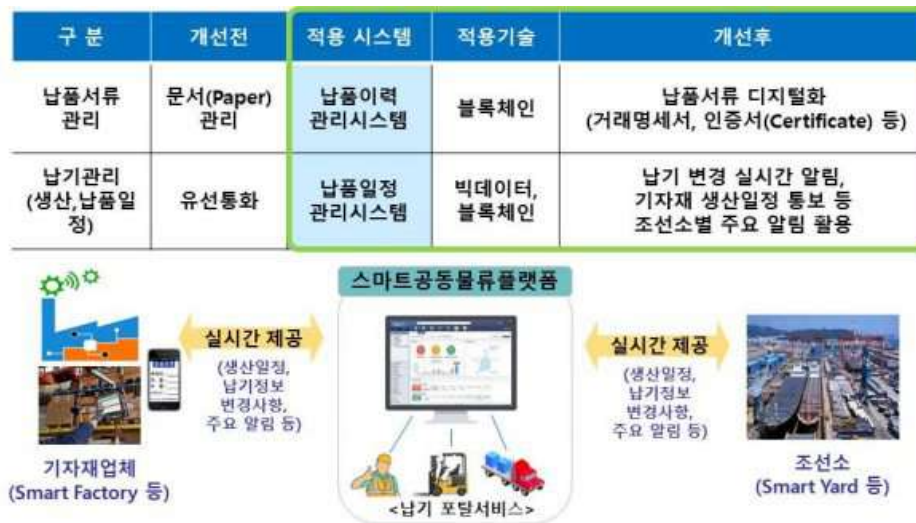 구 분 개선전 적용 시스템 적용기술 개선후
납품서류
관리
문서(Paper)
관리
납품이력
관리시스템
블록체인
납품서류 디지털화
(거래명세서, 인증서(Certificate) 등)
납기관리
(생산,납품일
정)
유선통화
납품일정
관리시스템
빅데이터,
블록체인
납기 변경 실시간 알림,
기자재 생산일정 통보 등
조선소별 주요 알림 활용
스마트공동물류플랫폼
실시간 제공
(생산일정,
납기정보
변경사항,
주요 알림 등)
실시간 제공
(생산일정,
납기정보
변경사항,
주요 알림 등)
기자재업체
(Smart Factory 등)
<납기 포탈서비스>
조선소
(Smart Yard 등)